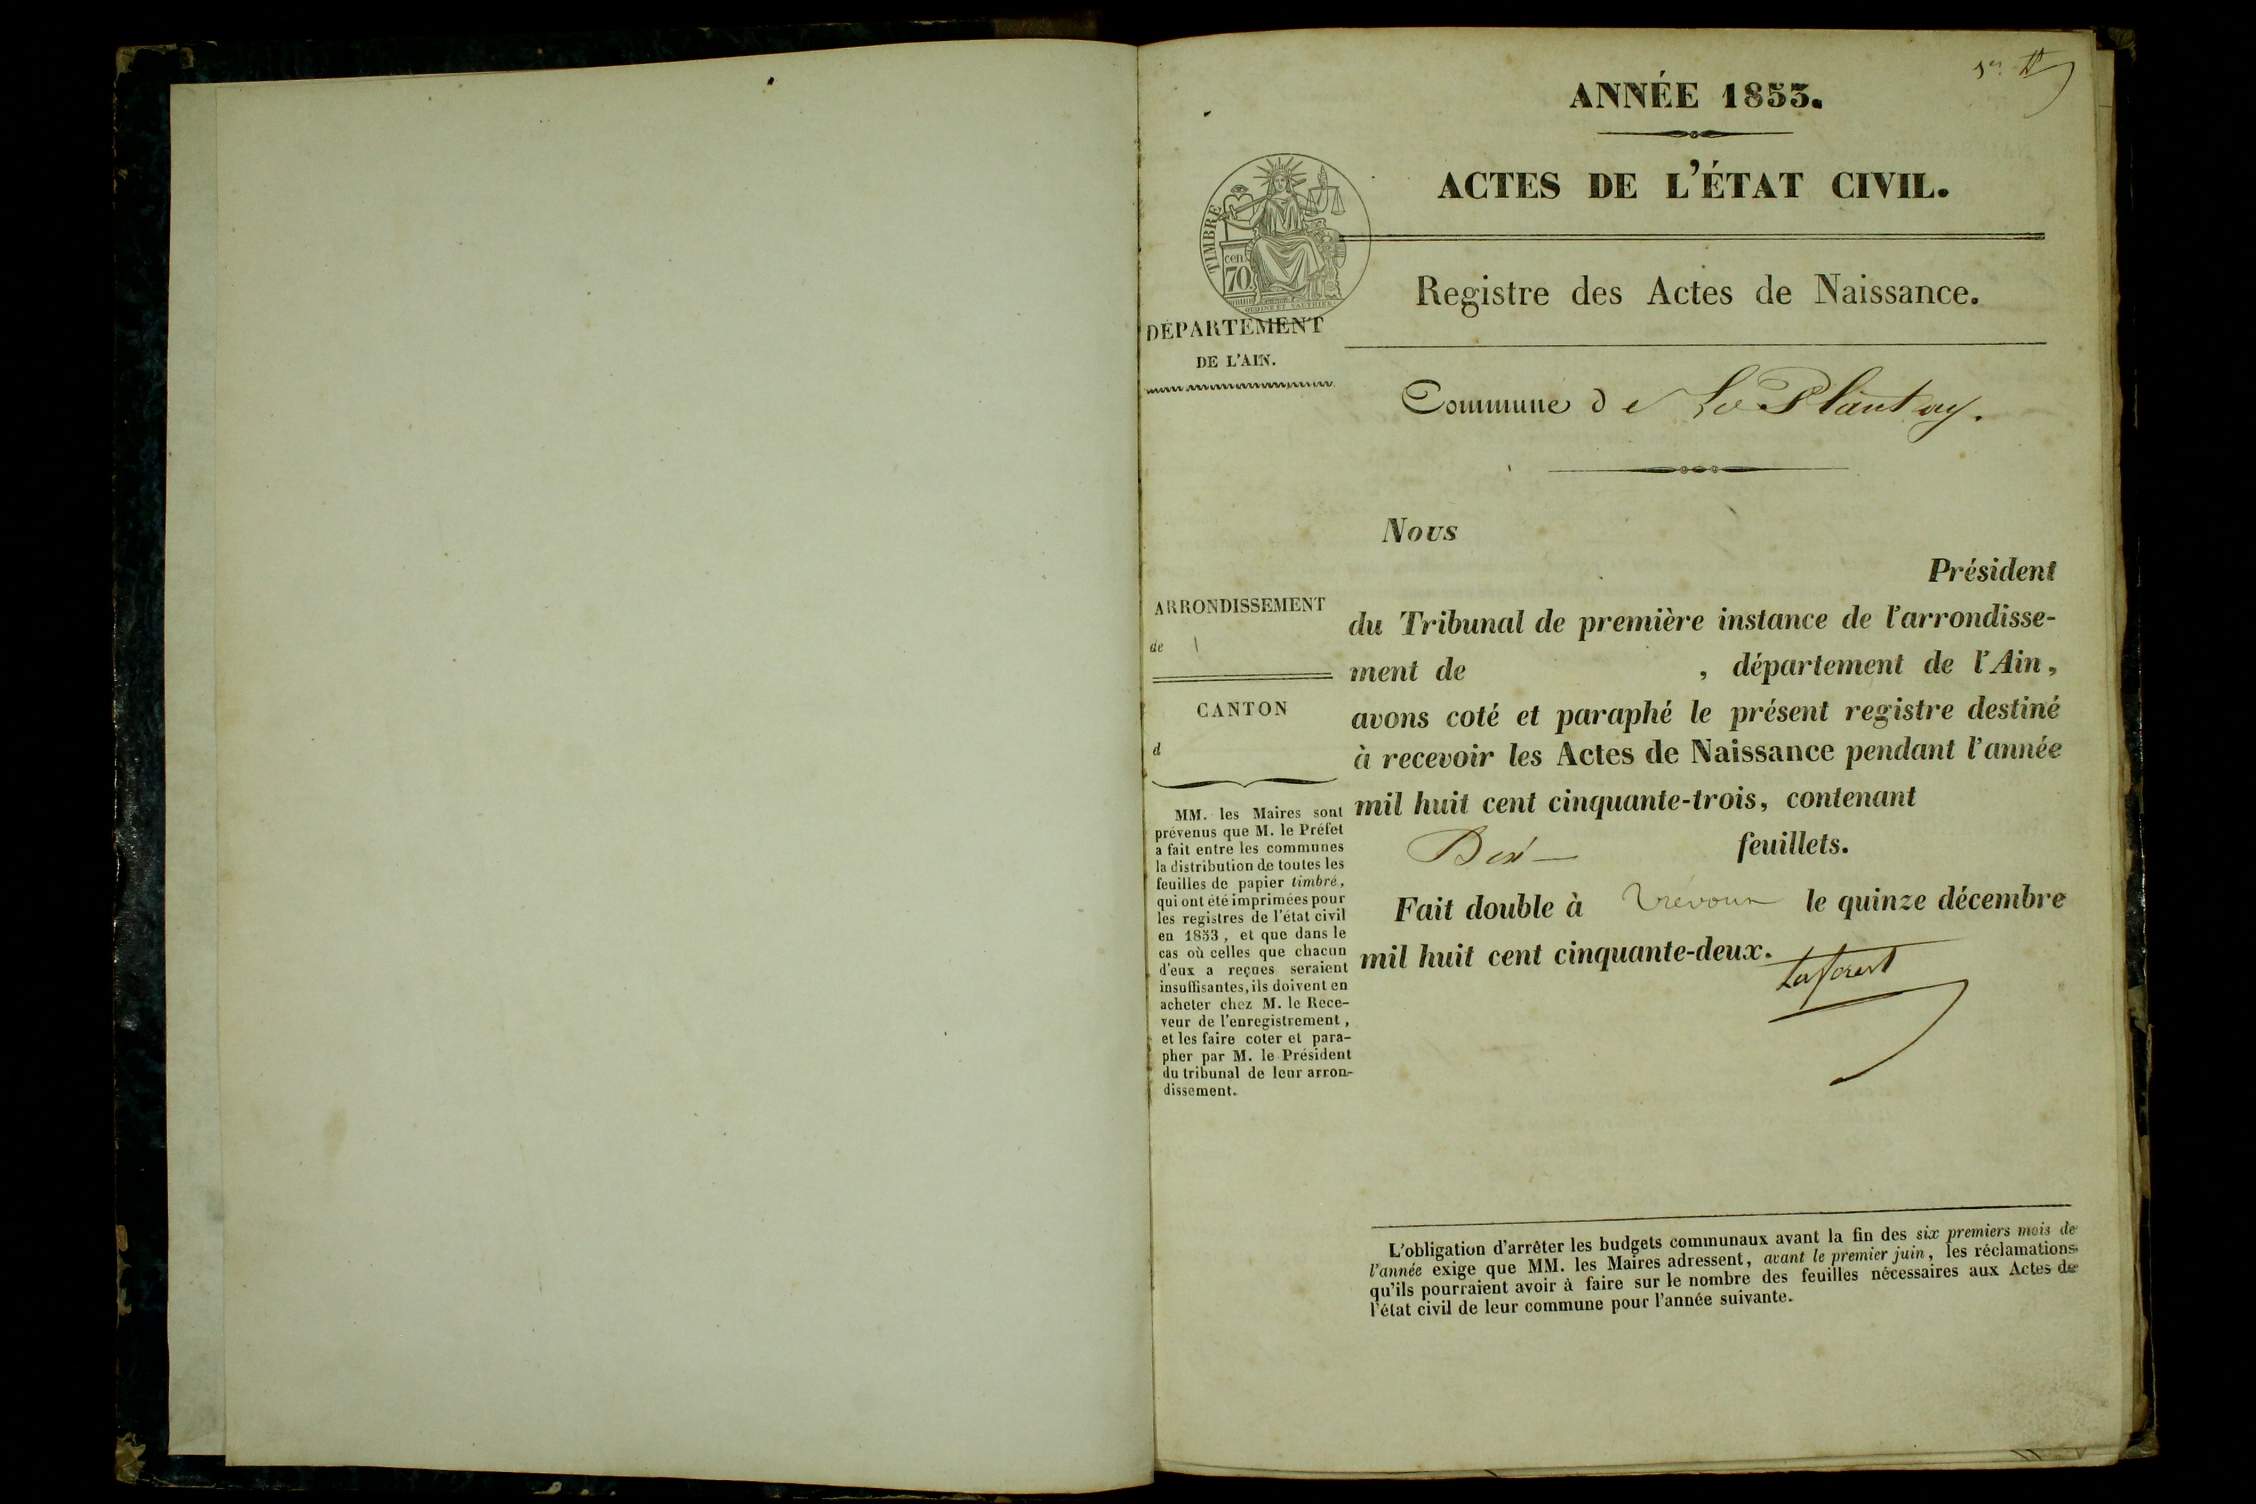 1er
ANNÉE 1853.
ACTES DE L'ÉTAT CIVIL.
TIMBRE
cen.
70
Registre des Actes de Naissance.
DÉPARTEMENT
DE L'AIN.
Commune de Le Plantay.
Nous
Président
du Tribunal de première instance de l'arrondisse-
ment de , département de l'Ain,
avons coté et paraphé le présent registre destiné
à recevoir les Actes de Naissance pendant l'année
mil huit cent cinquante-trois, contenant
Dix feuillets.
Fait double à Trévoux le quinze décembre
mil huit cent cinquante-deux.
Laforest
ARRONDISSEMENT
de
CANTON
d
MM. les Maires sont
prévenus que M. le Préfet
a fait entre les communes
la distribution de toutes les
feuilles de papier timbré,
qui ont été imprimées pour
les registres de l'état civil
en 1853, et que dans le
cas où celles que chacun
d'eux a reçues seraient
insuffisantes, ils doivent en
acheter chez M. le Rece-
veur de l'enregistrement,
et les faire coter et para-
pher par M. le Président
du tribunal de leur arron-
dissement.
L'obligation d'arrêter les budgets communaux avant la fin des six premiers mois de
l'année exige que MM. les Maires adressent, avant le premier juin, les réclamations
qu'ils pourraient avoir à faire sur le nombre des feuilles nécessaires aux Actes de
l'état civil de leur commune pour l'année suivante.